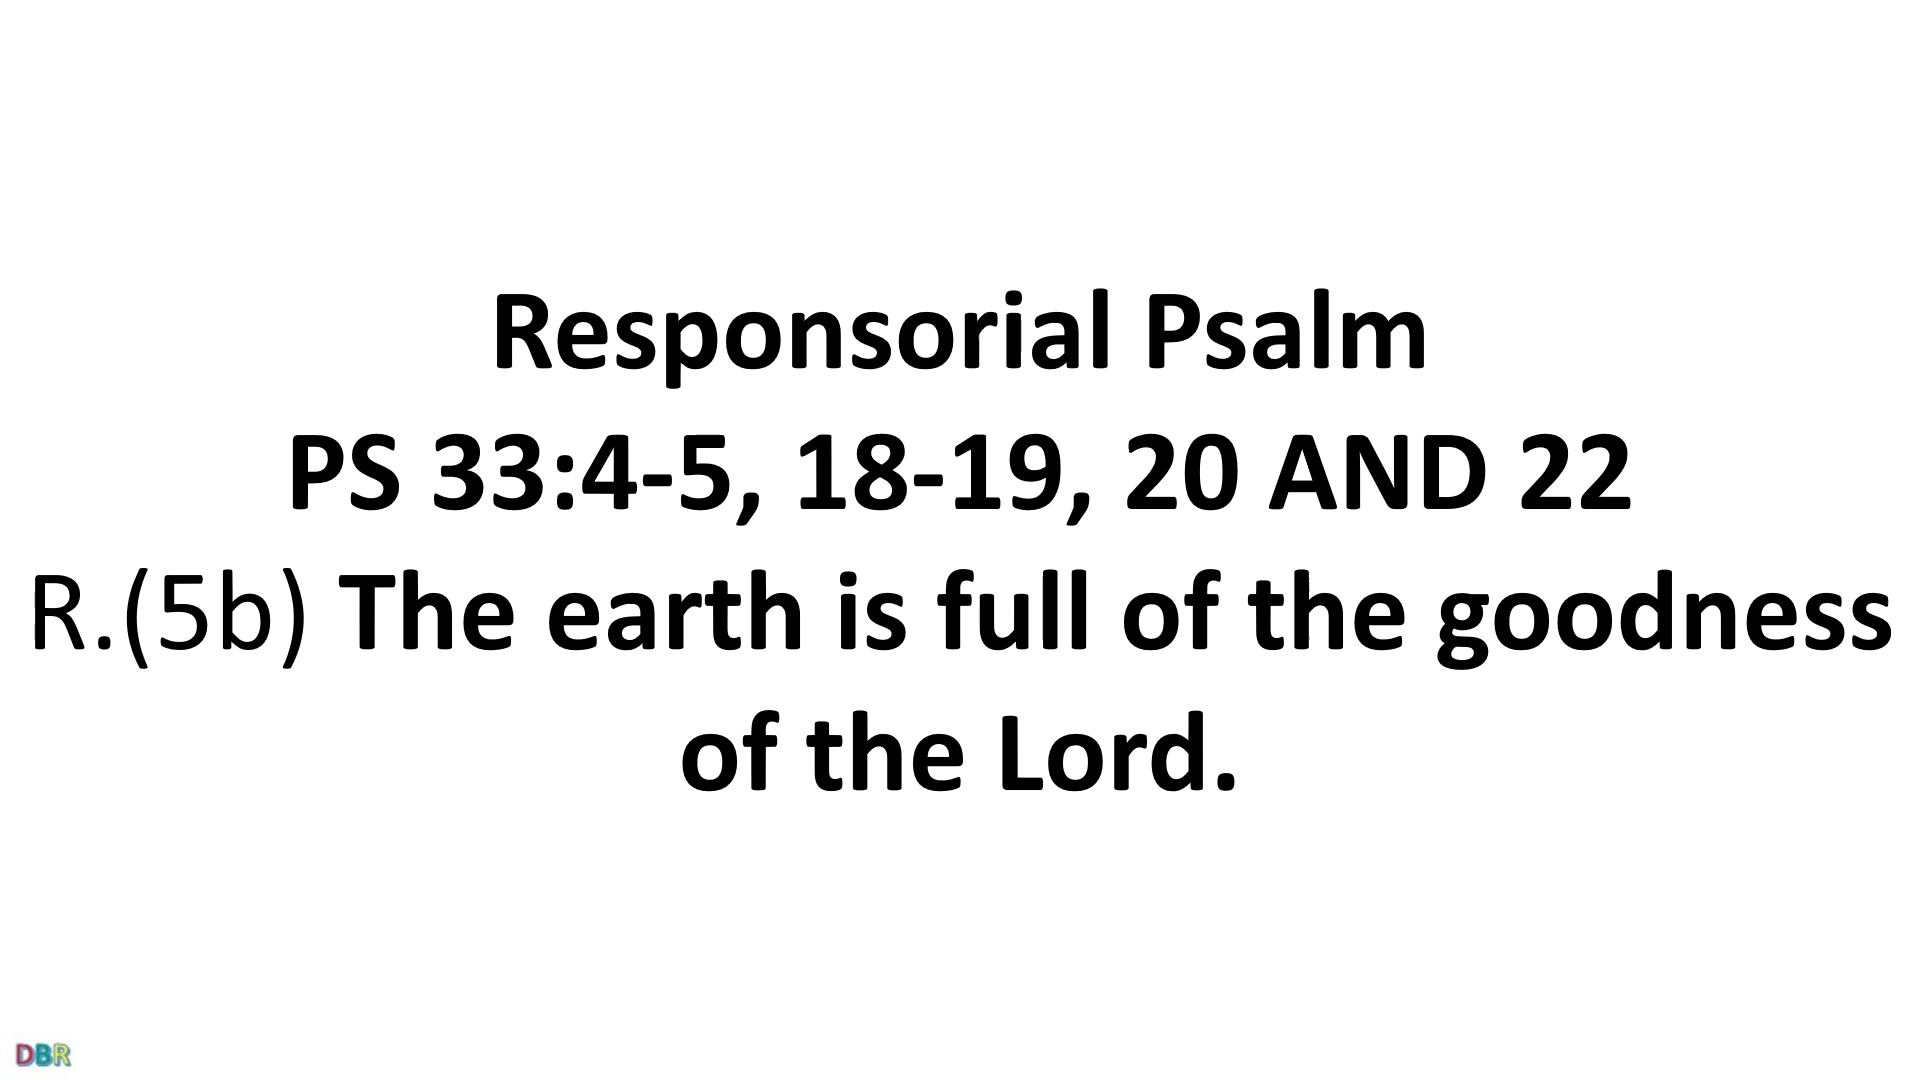 Responsorial Psalm
PS 33:4-5, 18-19, 20 AND 22
R.(5b) The earth is full of the goodness
of the Lord.
DBR